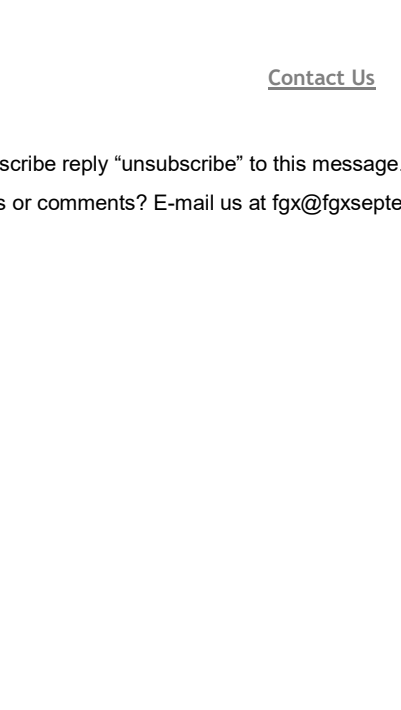 Contact Us
scribe reply “unsubscribe” to this message.
s or comments? E-mail us at fgx@fgxsepte